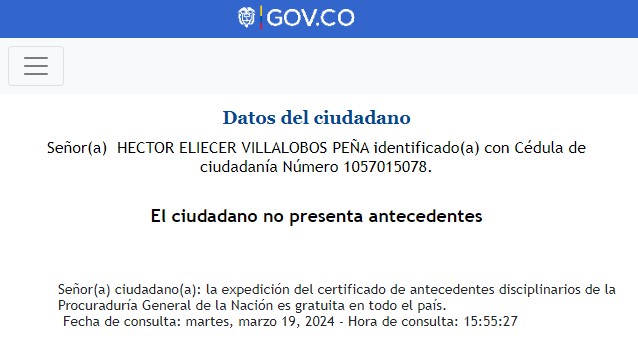 GOV.CO
Datos del ciudadano
Señor(a) HECTOR ELIECER VILLALOBOS PEÑA identificado(a) con Cédula de
ciudadanía Número 1057015078.
El ciudadano no presenta antecedentes
Señor(a) ciudadano(a): la expedición del certificado de antecedentes disciplinarios de la
Procuraduría General de la Nación es gratuita en todo el país.
Fecha de consulta: martes, marzo 19, 2024 - Hora de consulta: 15:55:27